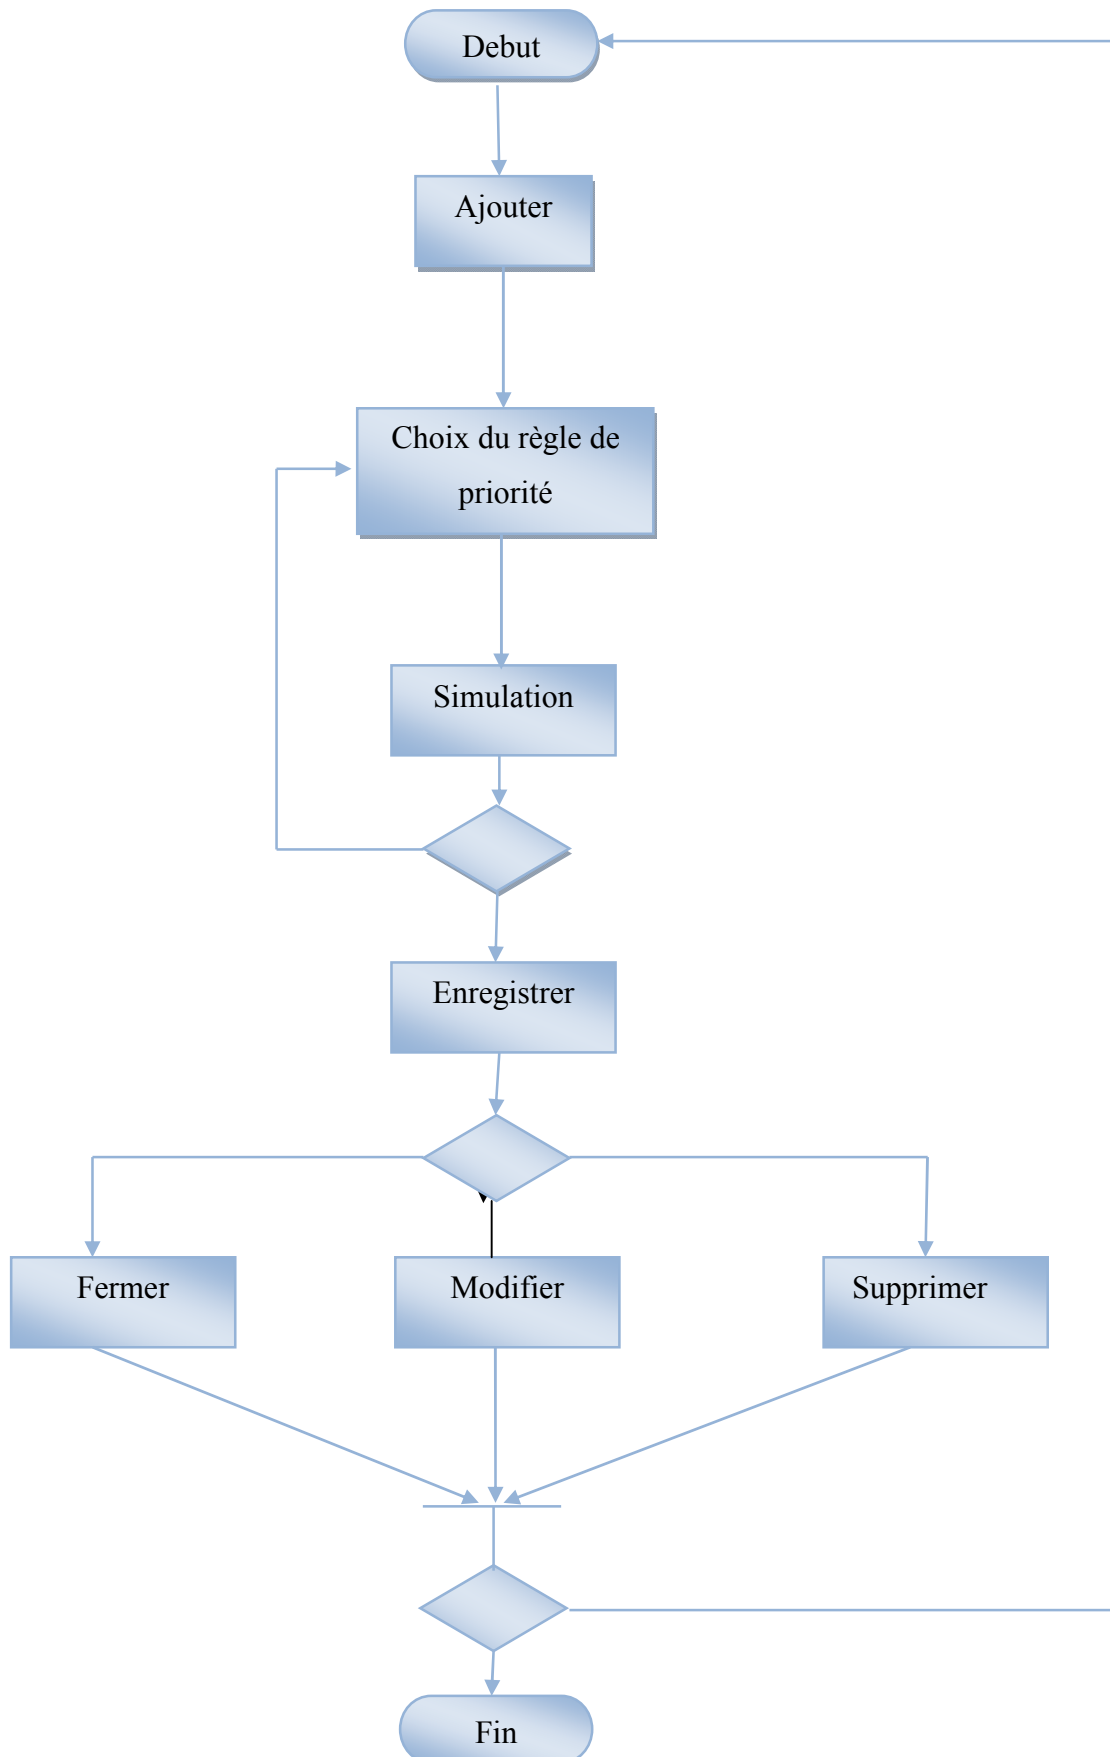 Debut
Ajouter
Choix du règle de
priorité
Simulation
Enregistrer
Fermer
Modifier
Supprimer
Fin